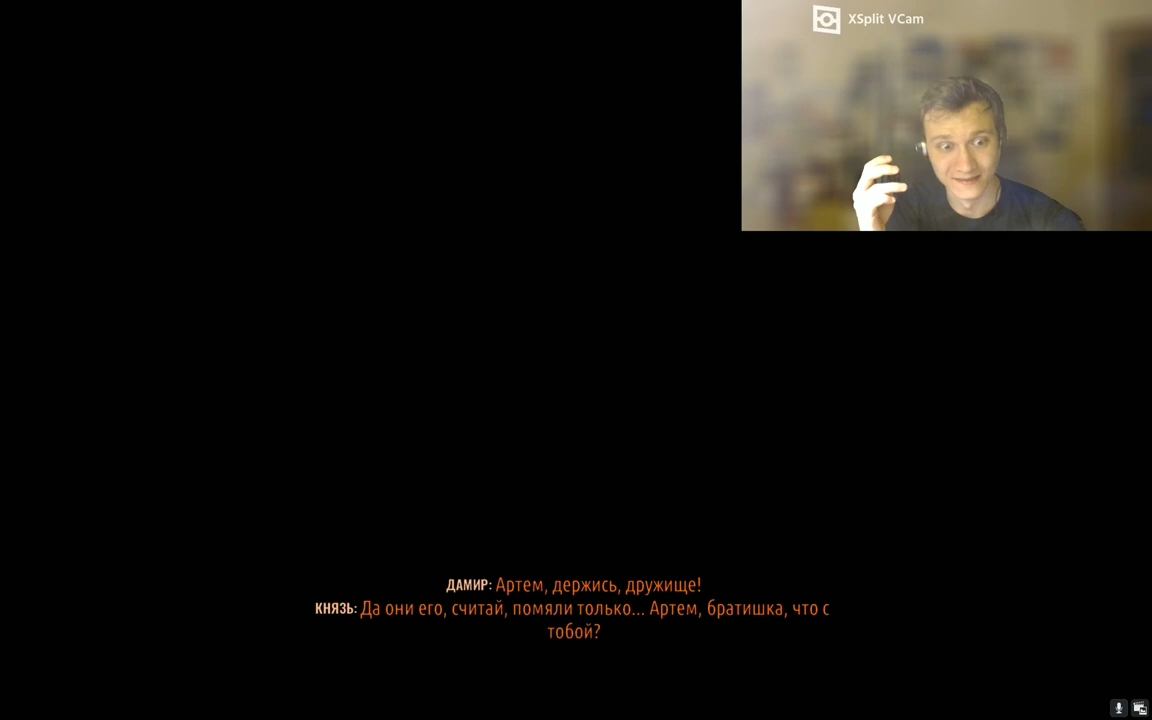 XSplit VCam
ДАМИР: Артем, держись, дружище!
КНЯЗЬ: Да они его, считай, помяли только... Артем, братишка, что с
тобой?